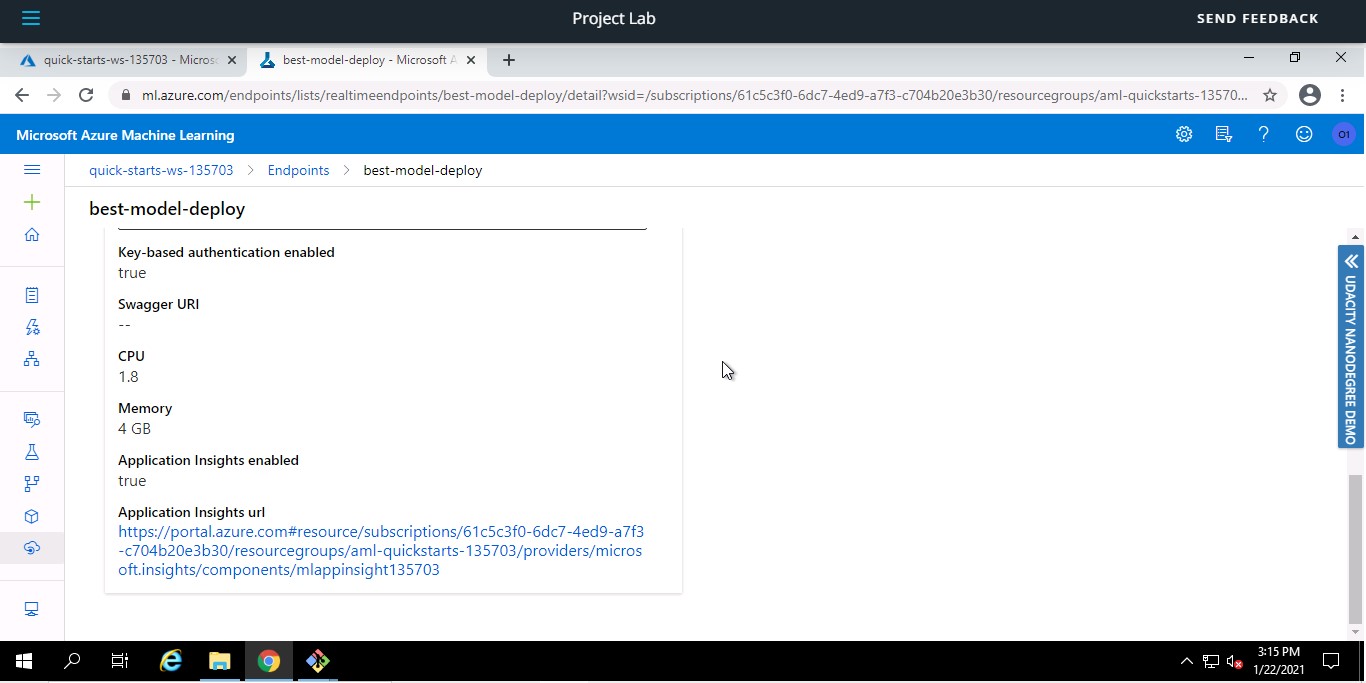 Project Lab
SEND FEEDBACK
quick-starts-ws-135703 - Micros
best-model-deploy - Microsoft A
ml.azure.com/endpoints/lists/realtimeendpoints/best-model-deploy/detail?wsid=/subscriptions/61c5c3f0-6dc7-4ed9-a7f3-c704b20e3b30/resourcegroups/aml-quickstarts-13570...
Microsoft Azure Machine Learning
O1
quick-starts-ws-135703 > Endpoints > best-model-deploy
best-model-deploy
Key-based authentication enabled
true
Swagger URI
--
CPU
1.8
Memory
4 GB
Application Insights enabled
true
Application Insights url
https://portal.azure.com#resource/subscriptions/61c5c3f0-6dc7-4ed9-a7f3
-c704b20e3b30/resourcegroups/aml-quickstarts-135703/providers/micros
oft.insights/components/mlappinsight135703
UDACITY NANODEGREE DEMO
3:15 PM
1/22/2021